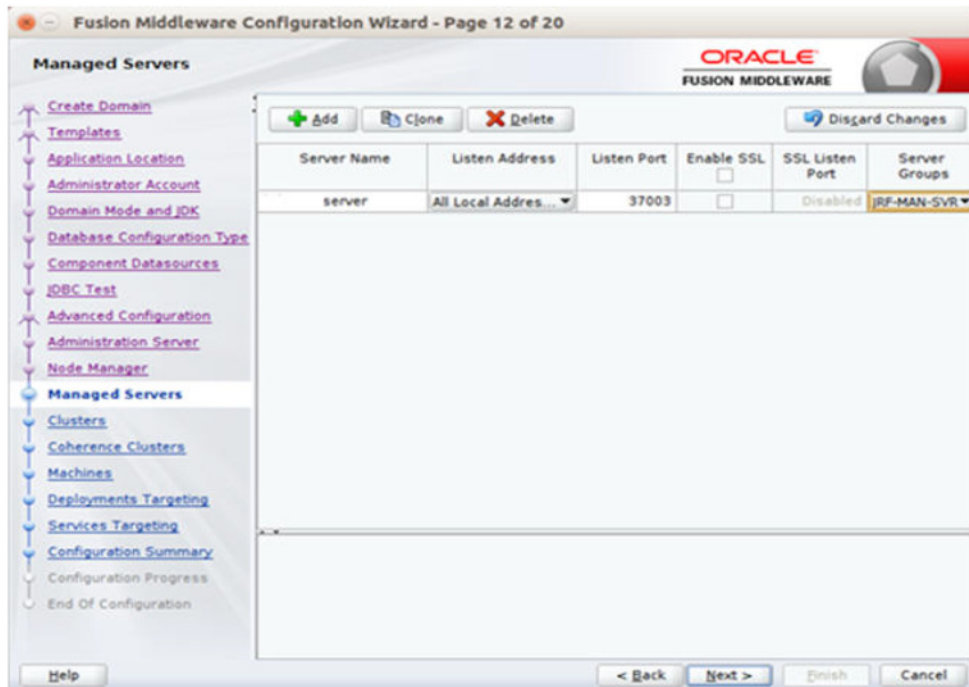 Fusion Middleware Configuration Wizard - Page 12 of 20
Managed Servers
ORACLE
FUSION MIDDLEWARE
Create Domain
Templates
Application Location
Administrator Account
Domain Mode and JDK
Database Configuration Type
Component Datasources
JDBC Test
Advanced Configuration
Administration Server
Node Manager
Managed Servers
Clusters
Coherence Clusters
Machines
Deployments Targeting
Services Targeting
Configuration Summary
Configuration Progress
End Of Configuration
Add Clone Delete Discard Changes
Server Name Listen Address Listen Port Enable SSL SSL Listen Port Server Groups
server All Local Addres... 37003 Disabled JRF-MAN-SVR
Help < Back Next > Finish Cancel